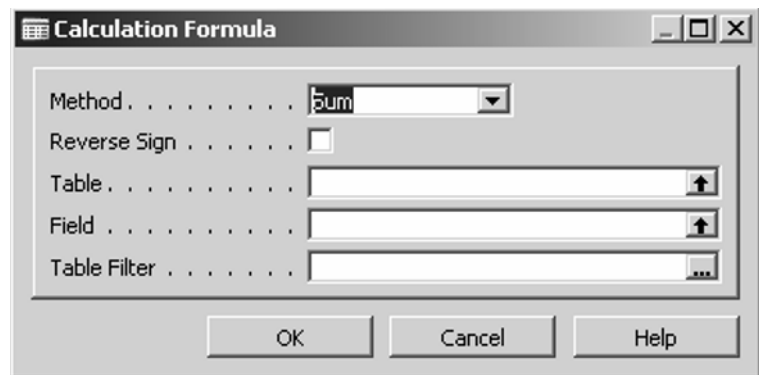 Calculation Formula
Method. . . . . . . . . Sum
Reverse Sign . . . . . .
Table. . . . . . . . . .
Field . . . . . . . . . .
Table Filter . . . . . . . ...
OK Cancel Help